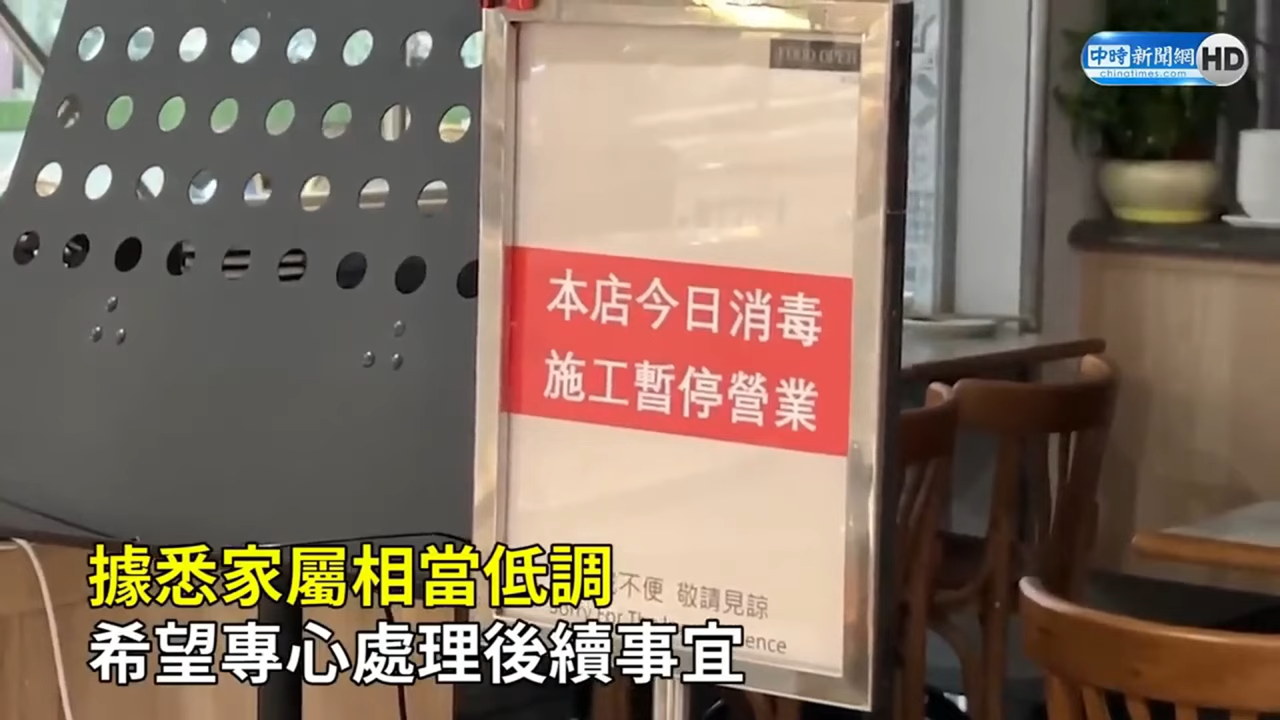 中時新聞網 HD
chinatimes.com
FOOD OPER
本店今日消毒
施工暫停營業
不便 敬請見諒
Sorry For The ence
據悉家屬相當低調
希望專心處理後續事宜